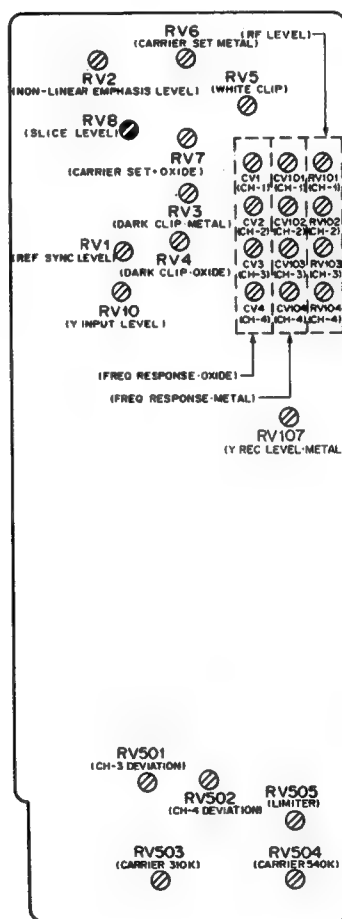 RV6
(CARRIER SET METAL)
(RF LEVEL)
RV2
(NON-LINEAR EMPHASIS LEVEL)
RV5
(WHITE CLIP)
RV8
(SLICE LEVEL)
RV7
(CARRIER SET·OXIDE)
CV1 CV101 RV101
(CH-1) (CH-1) (CH-1)
RV3
(DARK CLIP·METAL)
CV2 CV102 RV102
(CH-2) (CH-2) (CH-2)
RV1
(REF SYNC LEVEL)
RV4
(DARK CLIP·OXIDE)
CV3 CV103 RV103
(CH-3) (CH-3) (CH-3)
RV10
(Y INPUT LEVEL)
CV4 CV104 RV104
(CH-4) (CH-4) (CH-4)
(FREQ RESPONSE·OXIDE)
(FREQ RESPONSE·METAL)
RV107
(Y REC LEVEL·METAL
RV501
(CH-3 DEVIATION)
RV502
(CH-4 DEVIATION)
RV505
(LIMITER)
RV503
(CARRIER 310K)
RV504
(CARRIER 540K)